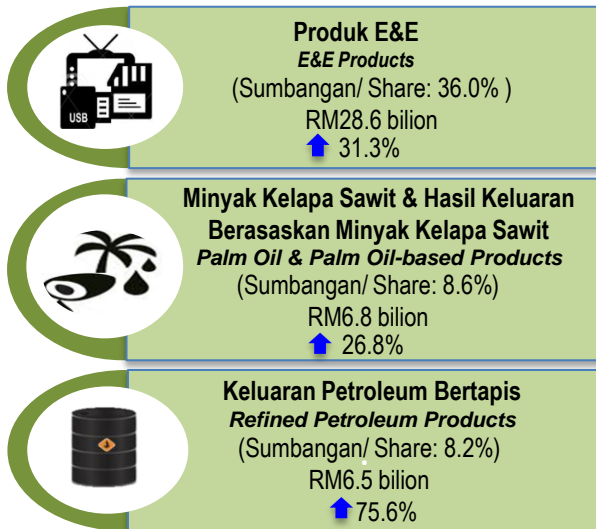 Produk E&E
E&E Products
(Sumbangan/ Share: 36.0% )
RM28.6 bilion
31.3%
USB
Minyak Kelapa Sawit & Hasil Keluaran
Berasaskan Minyak Kelapa Sawit
Palm Oil & Palm Oil-based Products
(Sumbangan/ Share: 8.6%)
RM6.8 bilion
26.8%
Keluaran Petroleum Bertapis
Refined Petroleum Products
(Sumbangan/ Share: 8.2%)
RM6.5 bilion
75.6%